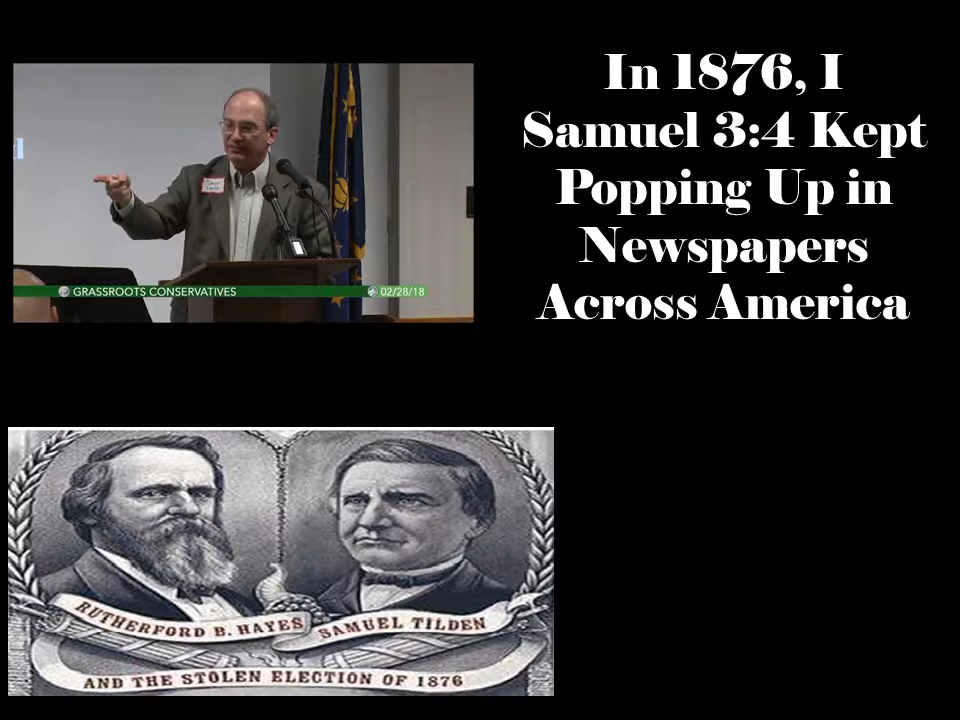 In 1876, I
Samuel 3:4 Kept
Popping Up in
Newspapers
Across America
GRASSROOTS CONSERVATIVES
02/28/18
RUTHERFORD B. HAYES
SAMUEL TILDEN
AND THE STOLEN ELECTION OF 1876